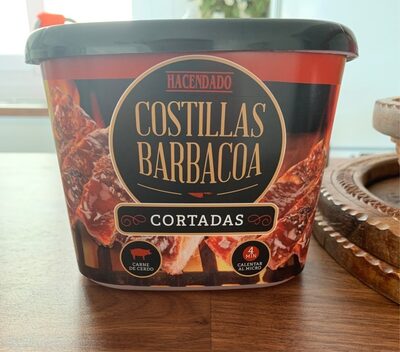 HACENDADO
COSTILLAS
BARBACOA
CORTADAS
CARNE
DE CERDO
4
MIN
CALENTAR
AL MICRO